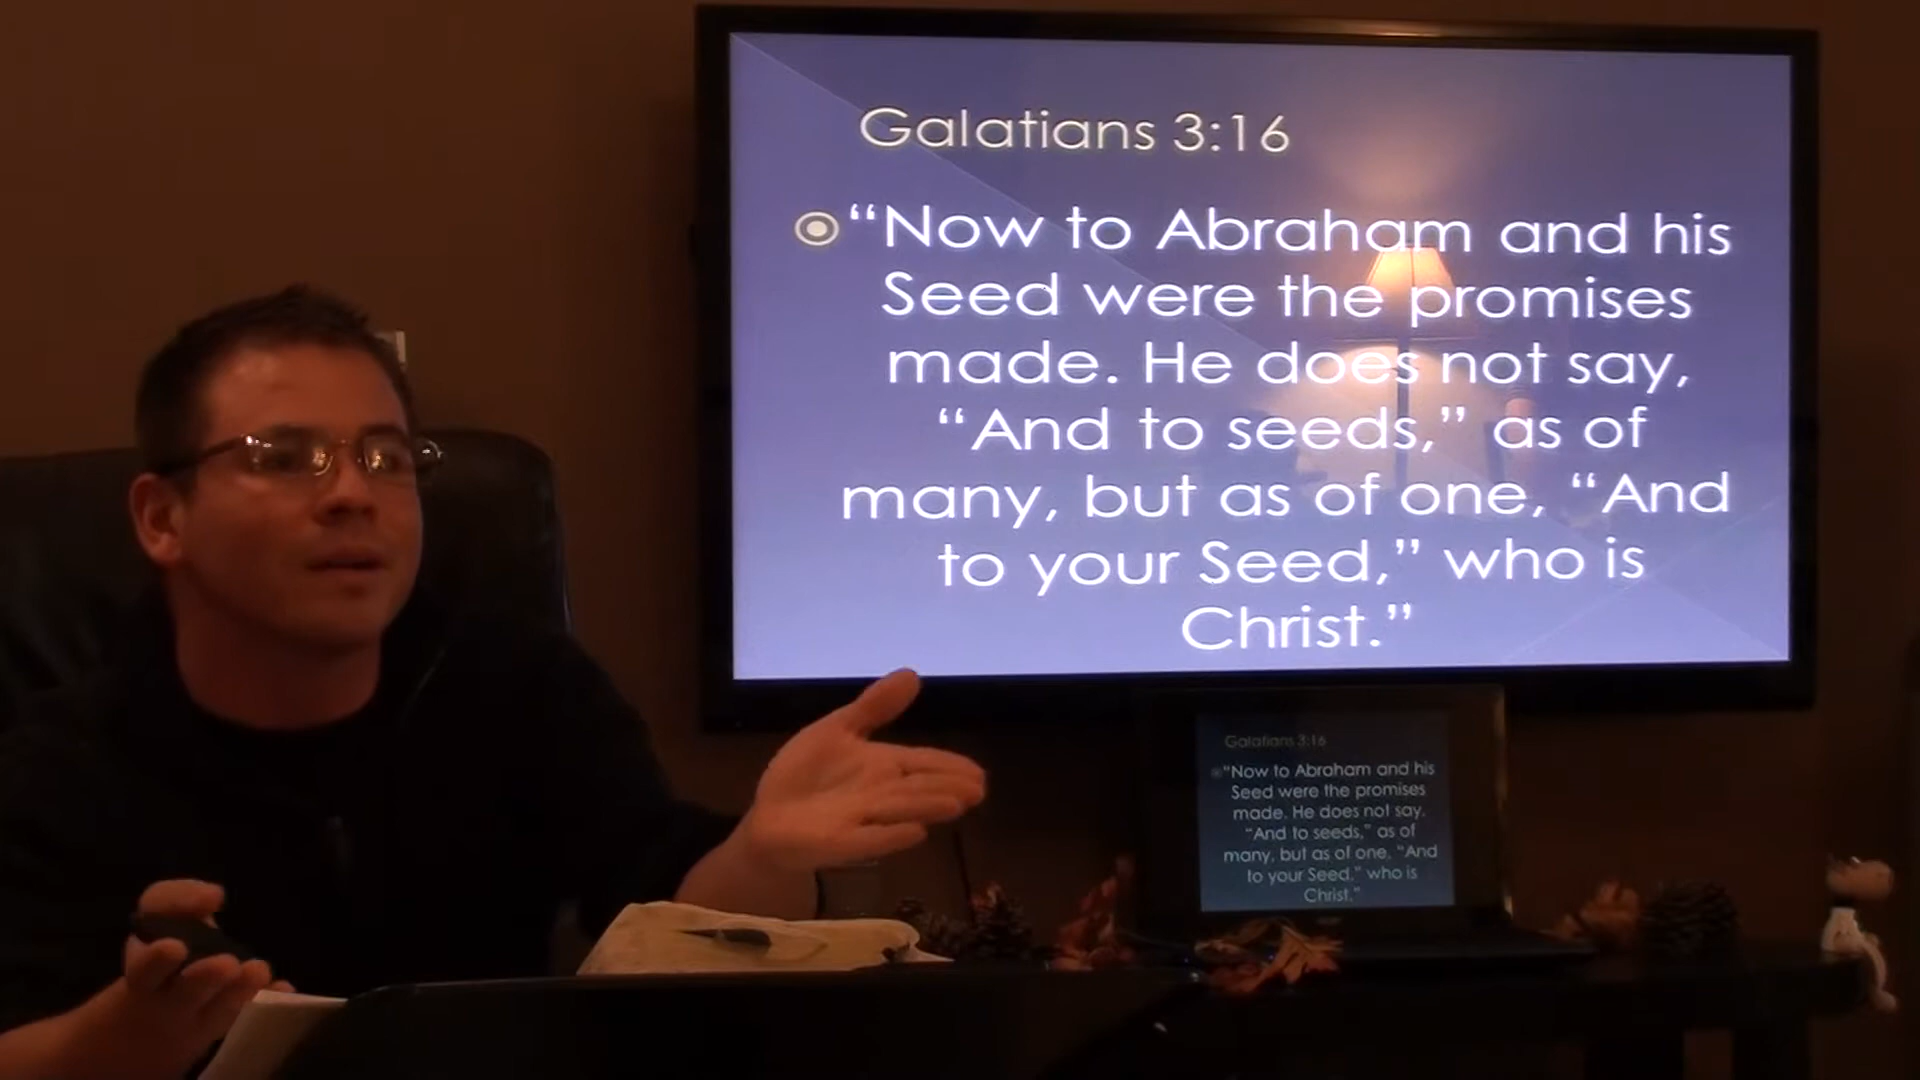 Galatians 3:16
“Now to Abraham and his
Seed were the promises
made. He does not say,
“And to seeds,” as of
many, but as of one, “And
to your Seed,” who is
Christ.”
Galatians 3:16
“Now to Abraham and his
Seed were the promises
made. He does not say,
“And to seeds,” as of
many, but as of one, “And
to your Seed,” who is
Christ.”